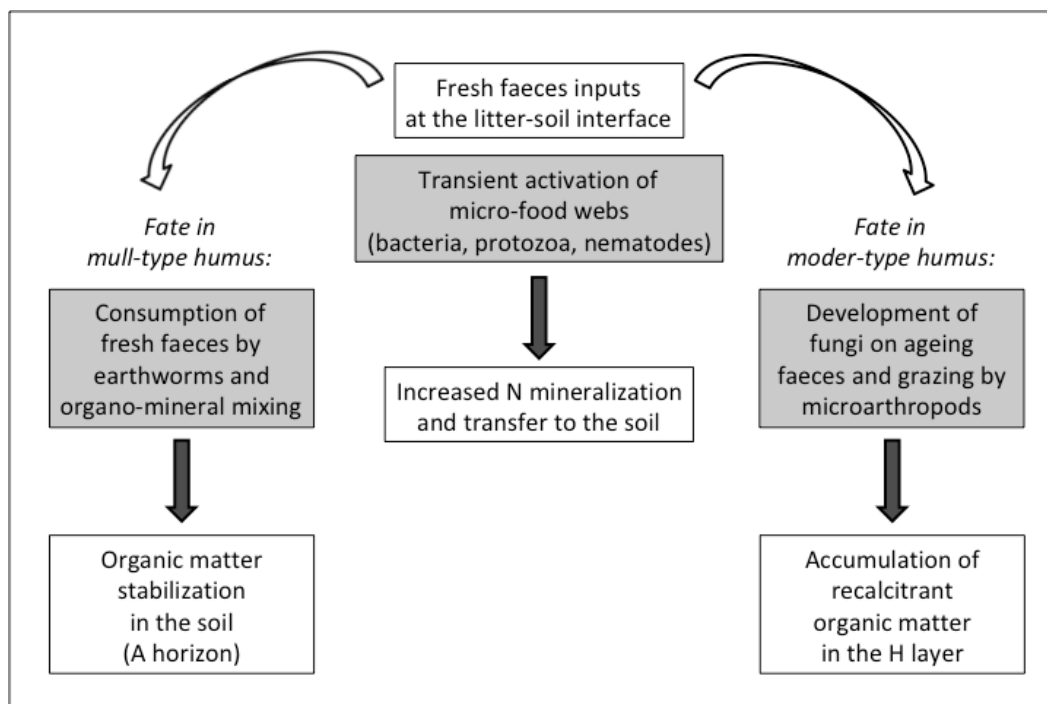 Fresh faeces inputs
at the litter-soil interface
Transient activation of
micro-food webs
(bacteria, protozoa, nematodes)
Increased N mineralization
and transfer to the soil
Fate in
mull-type humus:
Consumption of
fresh faeces by
earthworms and
organo-mineral mixing
Organic matter
stabilization
in the soil
(A horizon)
Fate in
moder-type humus:
Development of
fungi on ageing
faeces and grazing by
microarthropods
Accumulation of
recalcitrant
organic matter
in the H layer